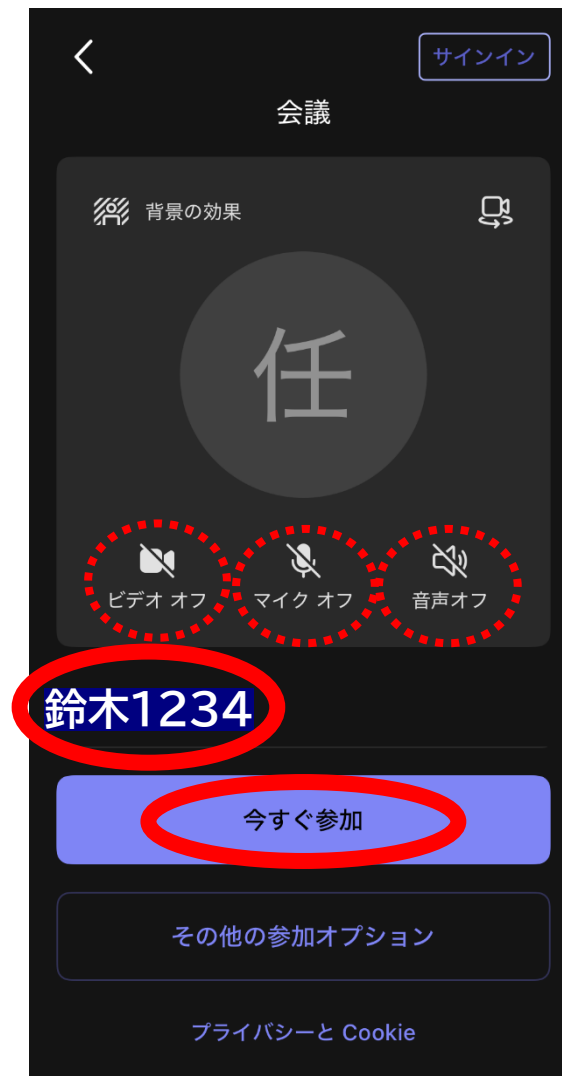 サインイン
会議
背景の効果
任
ビデオ オフ マイク オフ 音声オフ
鈴木1234
今すぐ参加
その他の参加オプション
プライバシーと Cookie